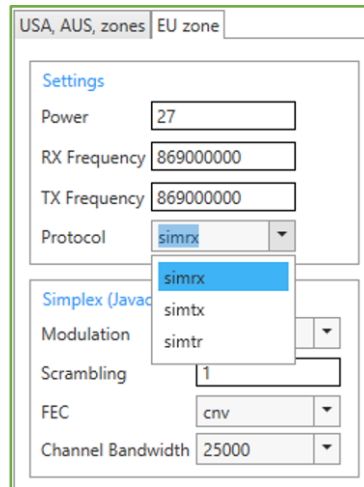 USA, AUS, zones EU zone
Settings
Power 27
RX Frequency 869000000
TX Frequency 869000000
Protocol simrx
simrx
simtx
simtr
Simplex (Javac
Modulation
Scrambling 1
FEC cnv
Channel Bandwidth 25000